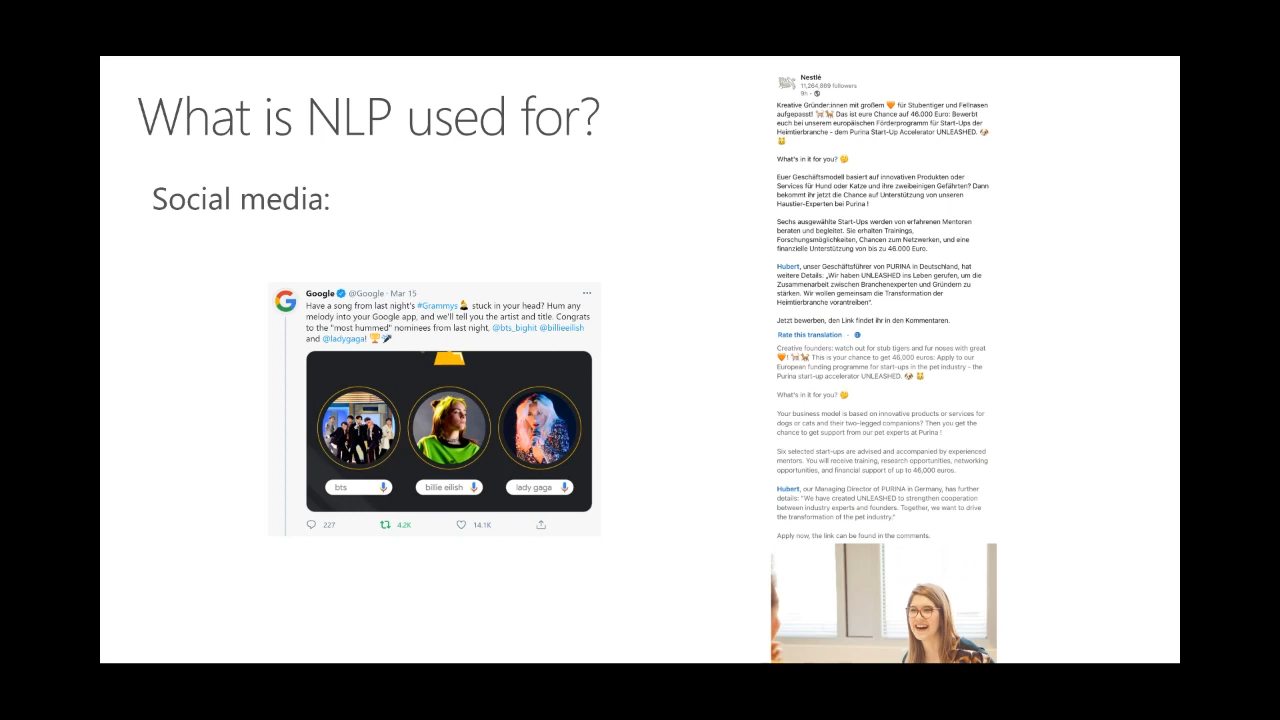 What is NLP used for?
Social media:
Google @Google · Mar 15
Have a song from last night's #Grammys stuck in your head? Hum any
melody into your Google app, and we'll tell you the artist and title. Congrats
to the "most hummed" nominees from last night, @bts_bighit @billieeilish
and @ladygaga! 🏆🎤
bts
billie eilish
lady gaga
227
4.2K
14.1K
Nestlé
11,264,899 followers
9h ·
Kreative Gründer:innen mit großem 🧡 für Stubentiger und Fellnasen
aufgepasst! 🐈🐕 Das ist eure Chance auf 46.000 Euro: Bewerbt
euch bei unserem europäischen Förderprogramm für Start-Ups der
Heimtierbranche - dem Purina Start-Up Accelerator UNLEASHED. 🐶
🐱
What's in it for you? 🤔
Euer Geschäftsmodell basiert auf innovativen Produkten oder
Services für Hund oder Katze und ihre zweibeinigen Gefährten? Dann
bekommt ihr jetzt die Chance auf Unterstützung von unseren
Haustier-Experten bei Purina !
Sechs ausgewählte Start-Ups werden von erfahrenen Mentoren
beraten und begleitet. Sie erhalten Trainings,
Forschungsmöglichkeiten, Chancen zum Netzwerken, und eine
finanzielle Unterstützung von bis zu 46.000 Euro.
Hubert, unser Geschäftsführer von PURINA in Deutschland, hat
weitere Details: „Wir haben UNLEASHED ins Leben gerufen, um die
Zusammenarbeit zwischen Branchenexperten und Gründern zu
stärken. Wir wollen gemeinsam die Transformation der
Heimtierbranche vorantreiben".
Jetzt bewerben, den Link findet ihr in den Kommentaren.
Rate this translation ·
Creative founders: watch out for stub tigers and fur noses with great
🧡! 🐈🐕 This is your chance to get 46,000 euros: Apply to our
European funding programme for start-ups in the pet industry - the
Purina start-up accelerator UNLEASHED. 🐶 🐱
What's in it for you? 🤔
Your business model is based on innovative products or services for
dogs or cats and their two-legged companions? Then you get the
chance to get support from our pet experts at Purina !
Six selected start-ups are advised and accompanied by experienced
mentors. You will receive training, research opportunities, networking
opportunities, and financial support of up to 46,000 euros.
Hubert, our Managing Director of PURINA in Germany, has further
details: "We have created UNLEASHED to strengthen cooperation
between industry experts and founders. Together, we want to drive
the transformation of the pet industry."
Apply now, the link can be found in the comments.